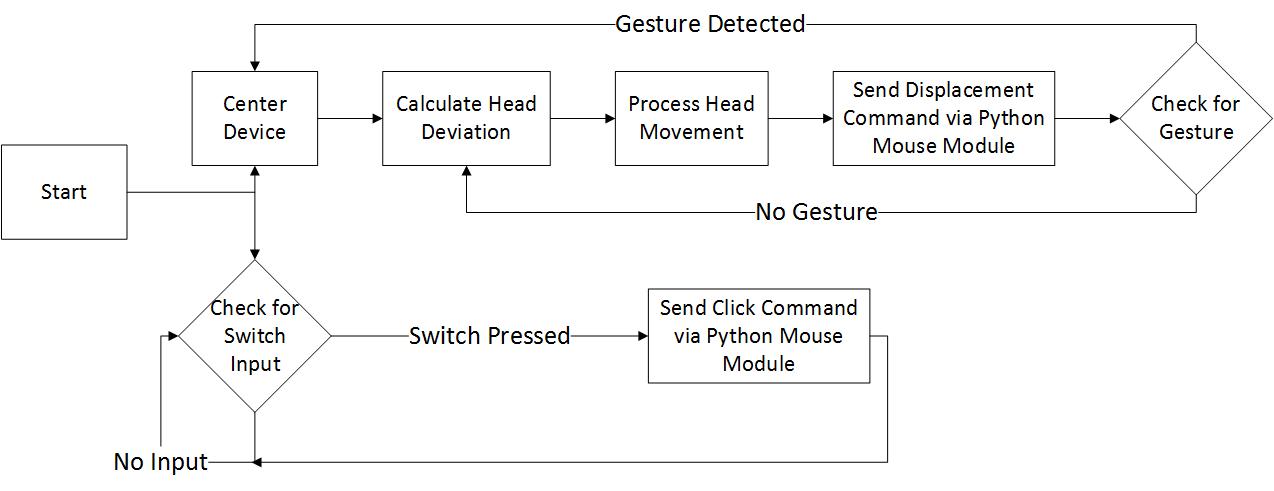 Gesture Detected
Center
Device
Calculate Head
Deviation
Process Head
Movement
Send Displacement
Command via Python
Mouse Module
Check for
Gesture
Start
No Gesture
Check for
Switch
Input
Switch Pressed
Send Click Command
via Python Mouse
Module
No Input